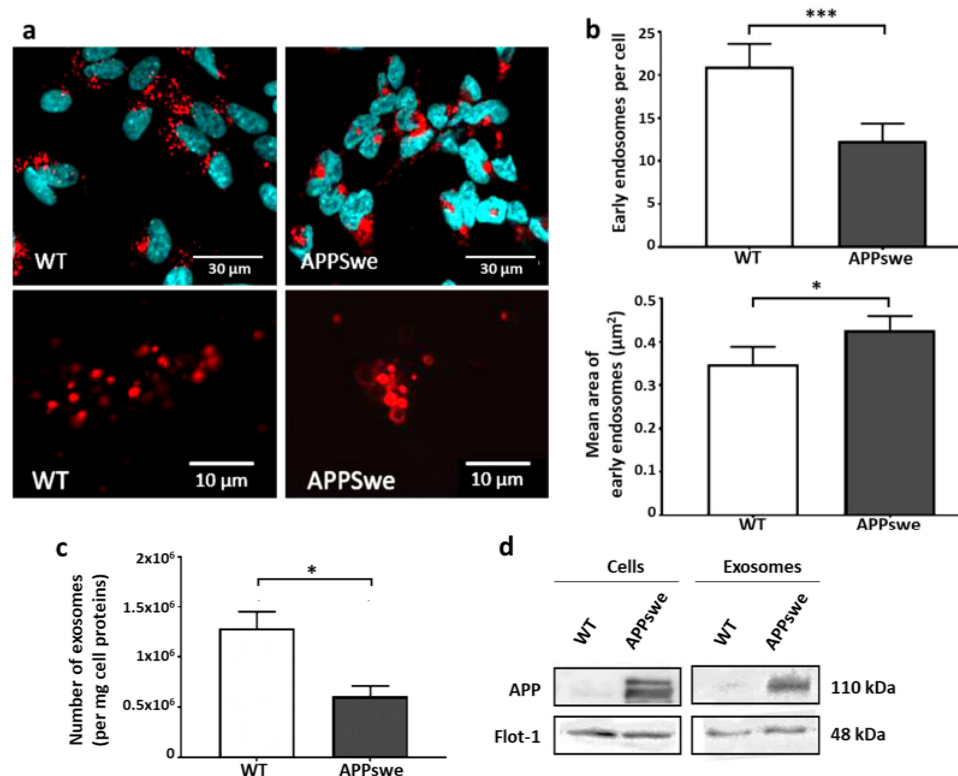 a
WT
30 µm
APPSwe
30 µm
WT
10 µm
APPSwe
10 µm
b
***
Early endosomes per cell
25
20
15
10
5
0
WT
APPswe
*
Mean area of
early endosomes (µm²)
0.5
0.4
0.3
0.2
0.1
0
WT
APPswe
c
*
Number of exosomes
(per mg cell proteins)
2x10⁶
1.5x10⁶
1x10⁶
0.5x10⁶
0
WT
APPswe
d
Cells
Exosomes
WT
APPswe
WT
APPswe
APP
110 kDa
Flot-1
48 kDa